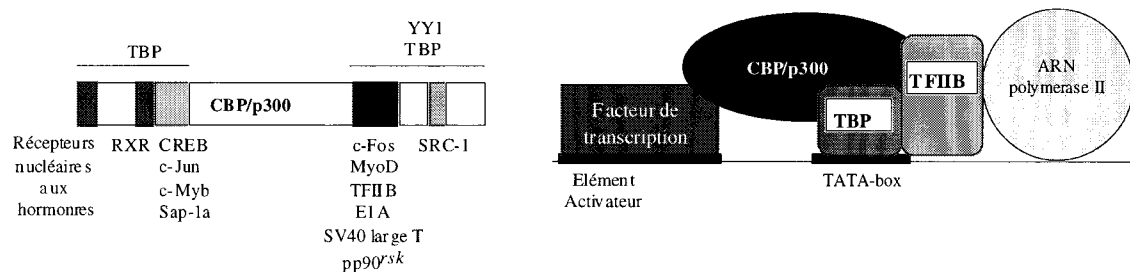 TBP
YY1
TBP
CBP/p300
Récepteurs
nucléaires
aux
hormonres
RXR
CREB
c-Jun
c-Myb
Sap-1a
c-Fos
MyoD
TFIIB
E1A
SV40 large T
pp90rsk
SRC-1
CBP/p300
TFIIB
ARN
polymerase II
Facteur de
transcription
TBP
Elément
Activateur
TATA-box